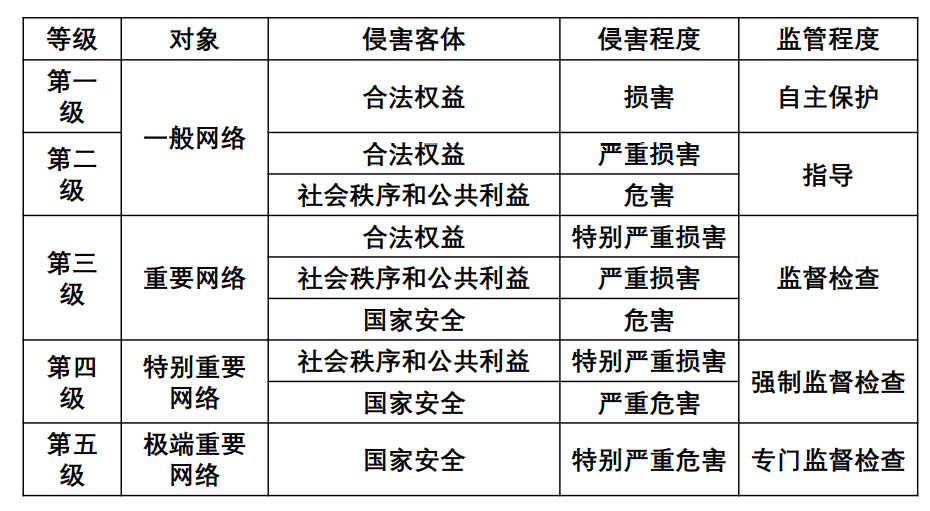 等级 对象 侵害客体 侵害程度 监管程度
第一
级
一般网络
合法权益 损害 自主保护
第二
级
合法权益 严重损害
指导
社会秩序和公共利益 危害
第三
级
重要网络
合法权益 特别严重损害
社会秩序和公共利益 严重损害
监督检查
国家安全 危害
第四
级
特别重要
网络
社会秩序和公共利益 特别严重损害
强制监督检查
国家安全 严重危害
第五
级
极端重要
网络
国家安全 特别严重危害 专门监督检查